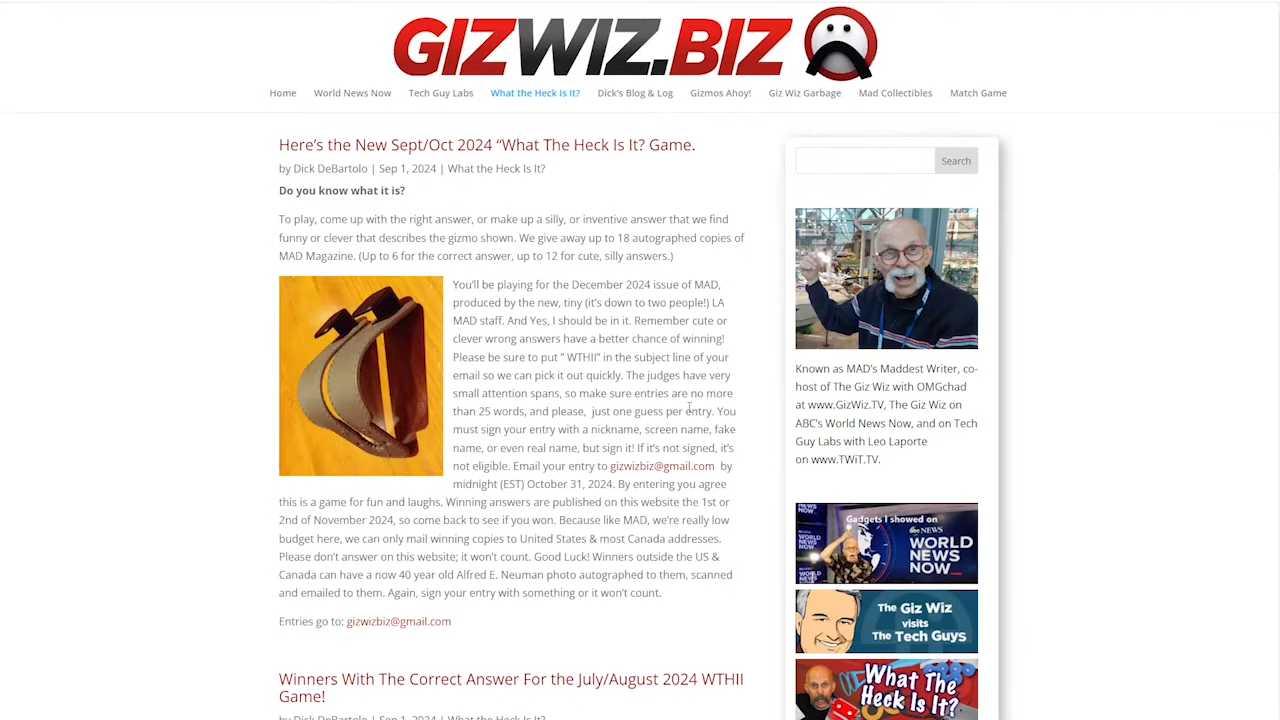 GIZWIZ.BIZ
Home World News Now Tech Guy Labs What the Heck Is It? Dick's Blog & Log Gizmos Ahoy! Giz Wiz Garbage Mad Collectibles Match Game
Here's the New Sept/Oct 2024 “What The Heck Is It? Game.
by Dick DeBartolo | Sep 1, 2024 | What the Heck Is It?
Do you know what it is?
To play, come up with the right answer, or make up a silly, or inventive answer that we find
funny or clever that describes the gizmo shown. We give away up to 18 autographed copies of
MAD Magazine. (Up to 6 for the correct answer, up to 12 for cute, silly answers.)
You'll be playing for the December 2024 issue of MAD,
produced by the new, tiny (it's down to two people!) LA
MAD staff. And Yes, I should be in it. Remember cute or
clever wrong answers have a better chance of winning!
Please be sure to put ” WTHII” in the subject line of your
email so we can pick it out quickly. The judges have very
small attention spans, so make sure entries are no more
than 25 words, and please, just one guess per entry. You
must sign your entry with a nickname, screen name, fake
name, or even real name, but sign it! If it's not signed, it's
not eligible. Email your entry to gizwizbiz@gmail.com by
midnight (EST) October 31, 2024. By entering you agree
this is a game for fun and laughs. Winning answers are published on this website the 1st or
2nd of November 2024, so come back to see if you won. Because like MAD, we're really low
budget here, we can only mail winning copies to United States & most Canada addresses.
Please don't answer on this website; it won't count. Good Luck! Winners outside the US &
Canada can have a now 40 year old Alfred E. Neuman photo autographed to them, scanned
and emailed to them. Again, sign your entry with something or it won't count.
Entries go to: gizwizbiz@gmail.com
Winners With The Correct Answer For the July/August 2024 WTHII
Game!
by Dick DeBartolo | Sep 1, 2024 | What the Heck Is It?
Search
Known as MAD's Maddest Writer, co-
host of The Giz Wiz with OMGchad
at www.GizWiz.TV, The Giz Wiz on
ABC's World News Now, and on Tech
Guy Labs with Leo Laporte
on www.TWiT.TV.
Gadgets I showed on
abc NEWS
WORLD
NEWS
NOW
The Giz Wiz
visits
The Tech Guys
What The
Heck Is It?